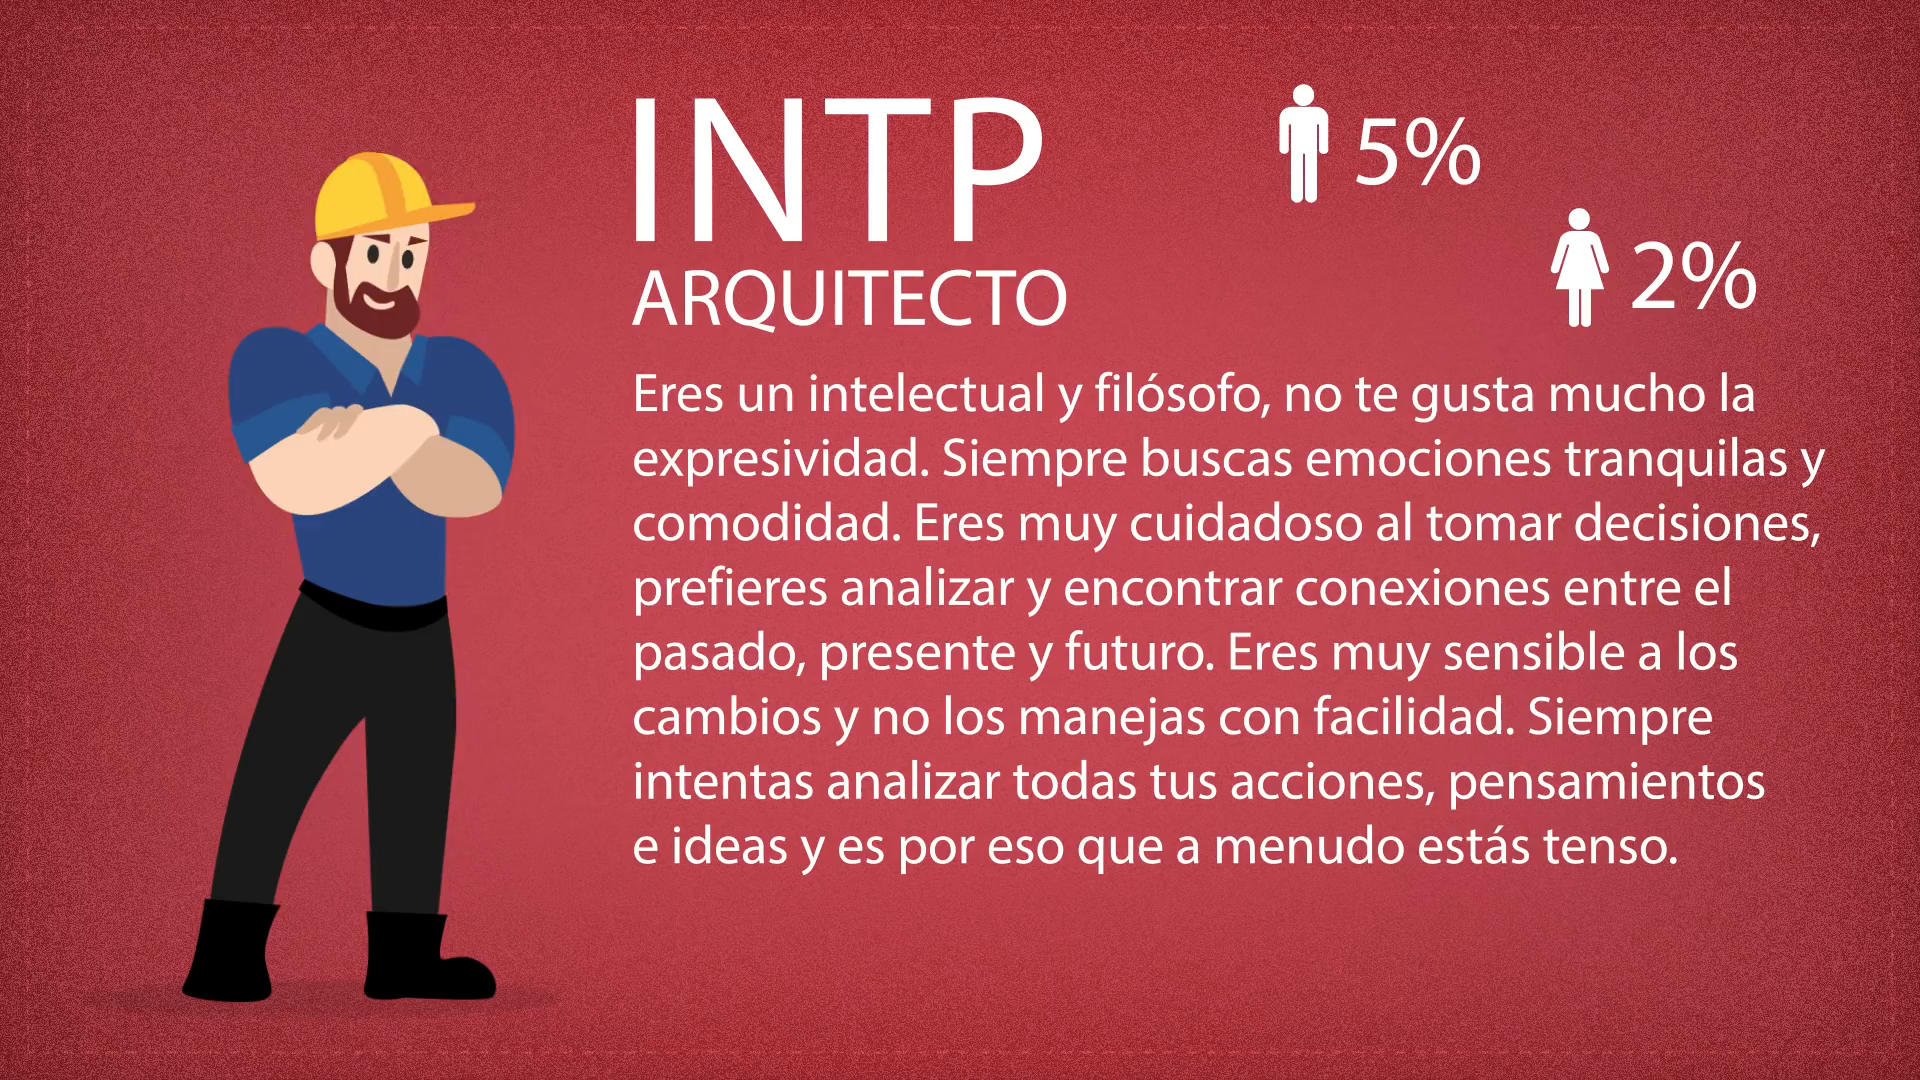 INTP
ARQUITECTO
5%
2%
Eres un intelectual y filósofo, no te gusta mucho la
expresividad. Siempre buscas emociones tranquilas y
comodidad. Eres muy cuidadoso al tomar decisiones,
prefieres analizar y encontrar conexiones entre el
pasado, presente y futuro. Eres muy sensible a los
cambios y no los manejas con facilidad. Siempre
intentas analizar todas tus acciones, pensamientos
e ideas y es por eso que a menudo estás tenso.